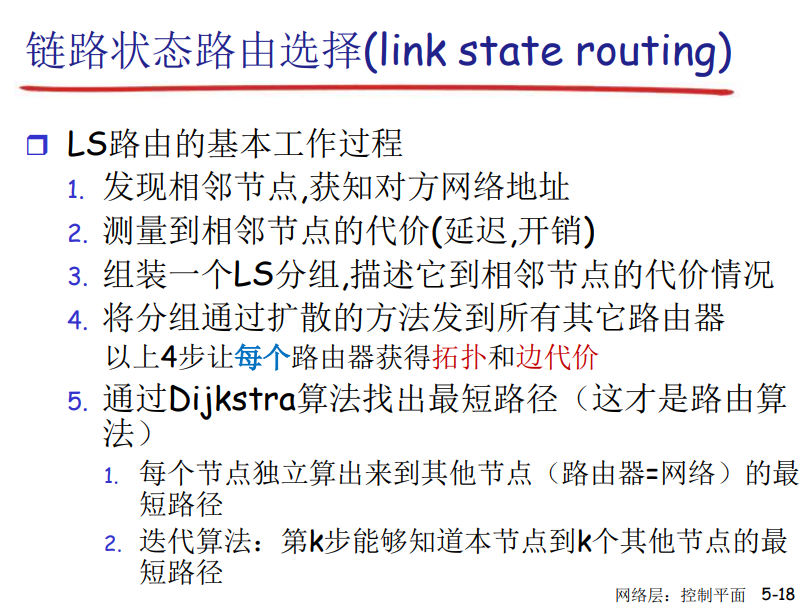 链路状态路由选择(link state routing)
LS路由的基本工作过程
1. 发现相邻节点,获知对方网络地址
2. 测量到相邻节点的代价(延迟,开销)
3. 组装一个LS分组,描述它到相邻节点的代价情况
4. 将分组通过扩散的方法发到所有其它路由器
以上4步让每个路由器获得拓扑和边代价
5. 通过Dijkstra算法找出最短路径（这才是路由算
法）
1. 每个节点独立算出来到其他节点（路由器=网络）的最
短路径
2. 迭代算法：第k步能够知道本节点到k个其他节点的最
短路径
网络层：控制平面 5-18